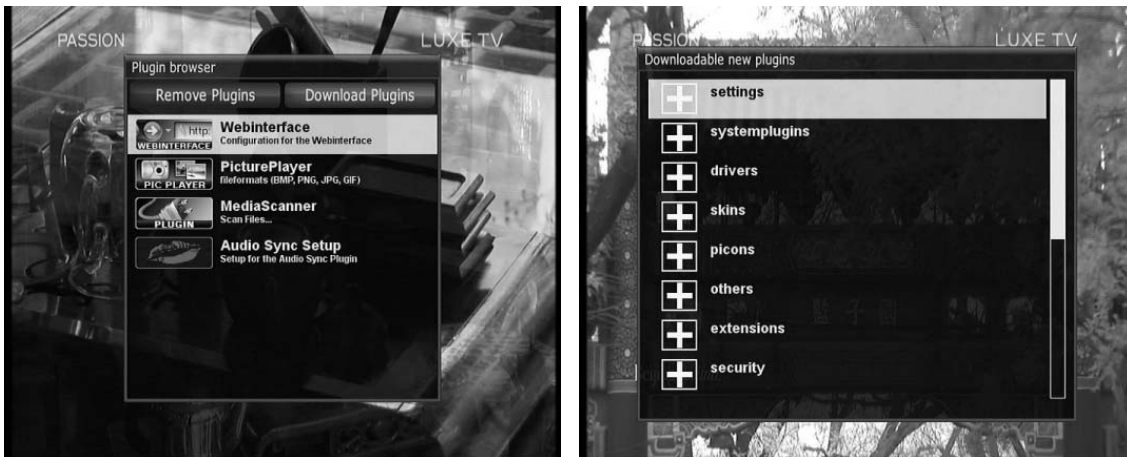 PASSION
LUXE TV
Plugin browser
Remove Plugins
Download Plugins
http:
WEBINTERFACE
Webinterface
Configuration for the Webinterface
PIC PLAYER
PicturePlayer
fileformats (BMP, PNG, JPG, GIF)
PLUGIN
MediaScanner
Scan Files...
Audio Sync Setup
Setup for the Audio Sync Plugin
PASSION
LUXE TV
Downloadable new plugins
settings
systemplugins
drivers
skins
picons
others
extensions
security